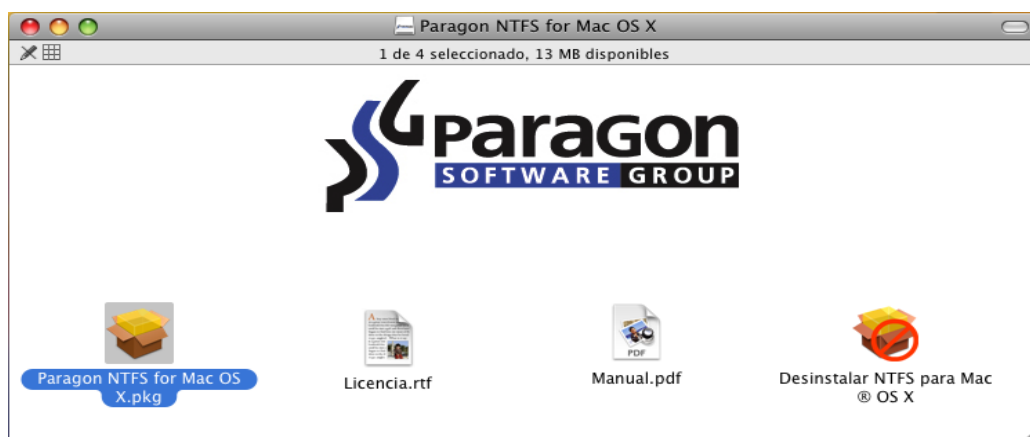 Paragon NTFS for Mac OS X
1 de 4 seleccionado, 13 MB disponibles
Paragon
SOFTWARE GROUP
Paragon NTFS for Mac OS
X.pkg
Licencia.rtf
PDF
Manual.pdf
Desinstalar NTFS para Mac
® OS X